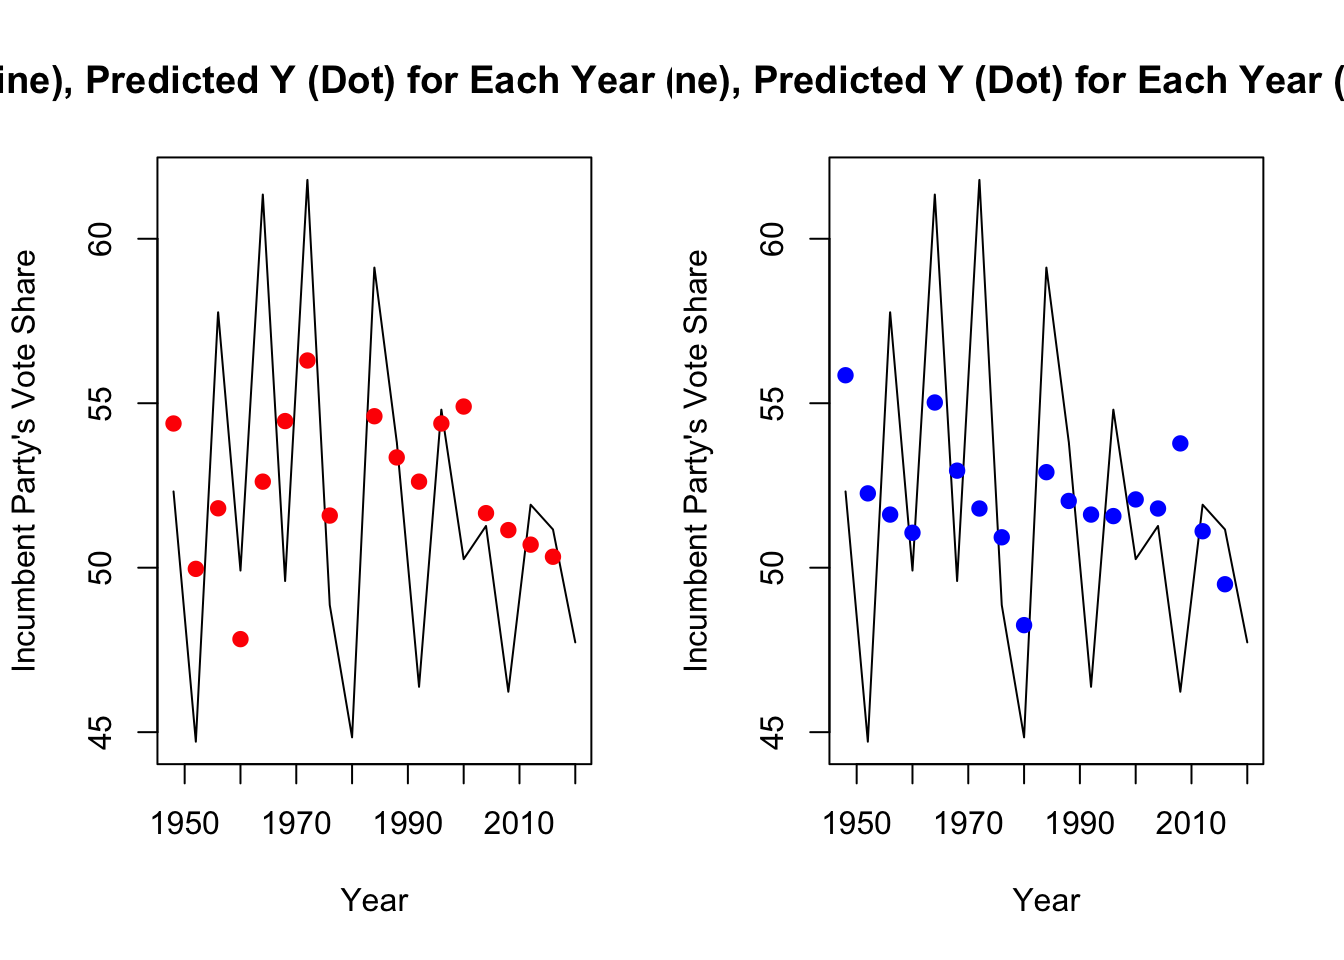 ine), Predicted Y (Dot) for Each Year (
ne), Predicted Y (Dot) for Each Year (
Incumbent Party's Vote Share
60
55
50
45
1950 1970 1990 2010
Year
Incumbent Party's Vote Share
60
55
50
45
1950 1970 1990 2010
Year